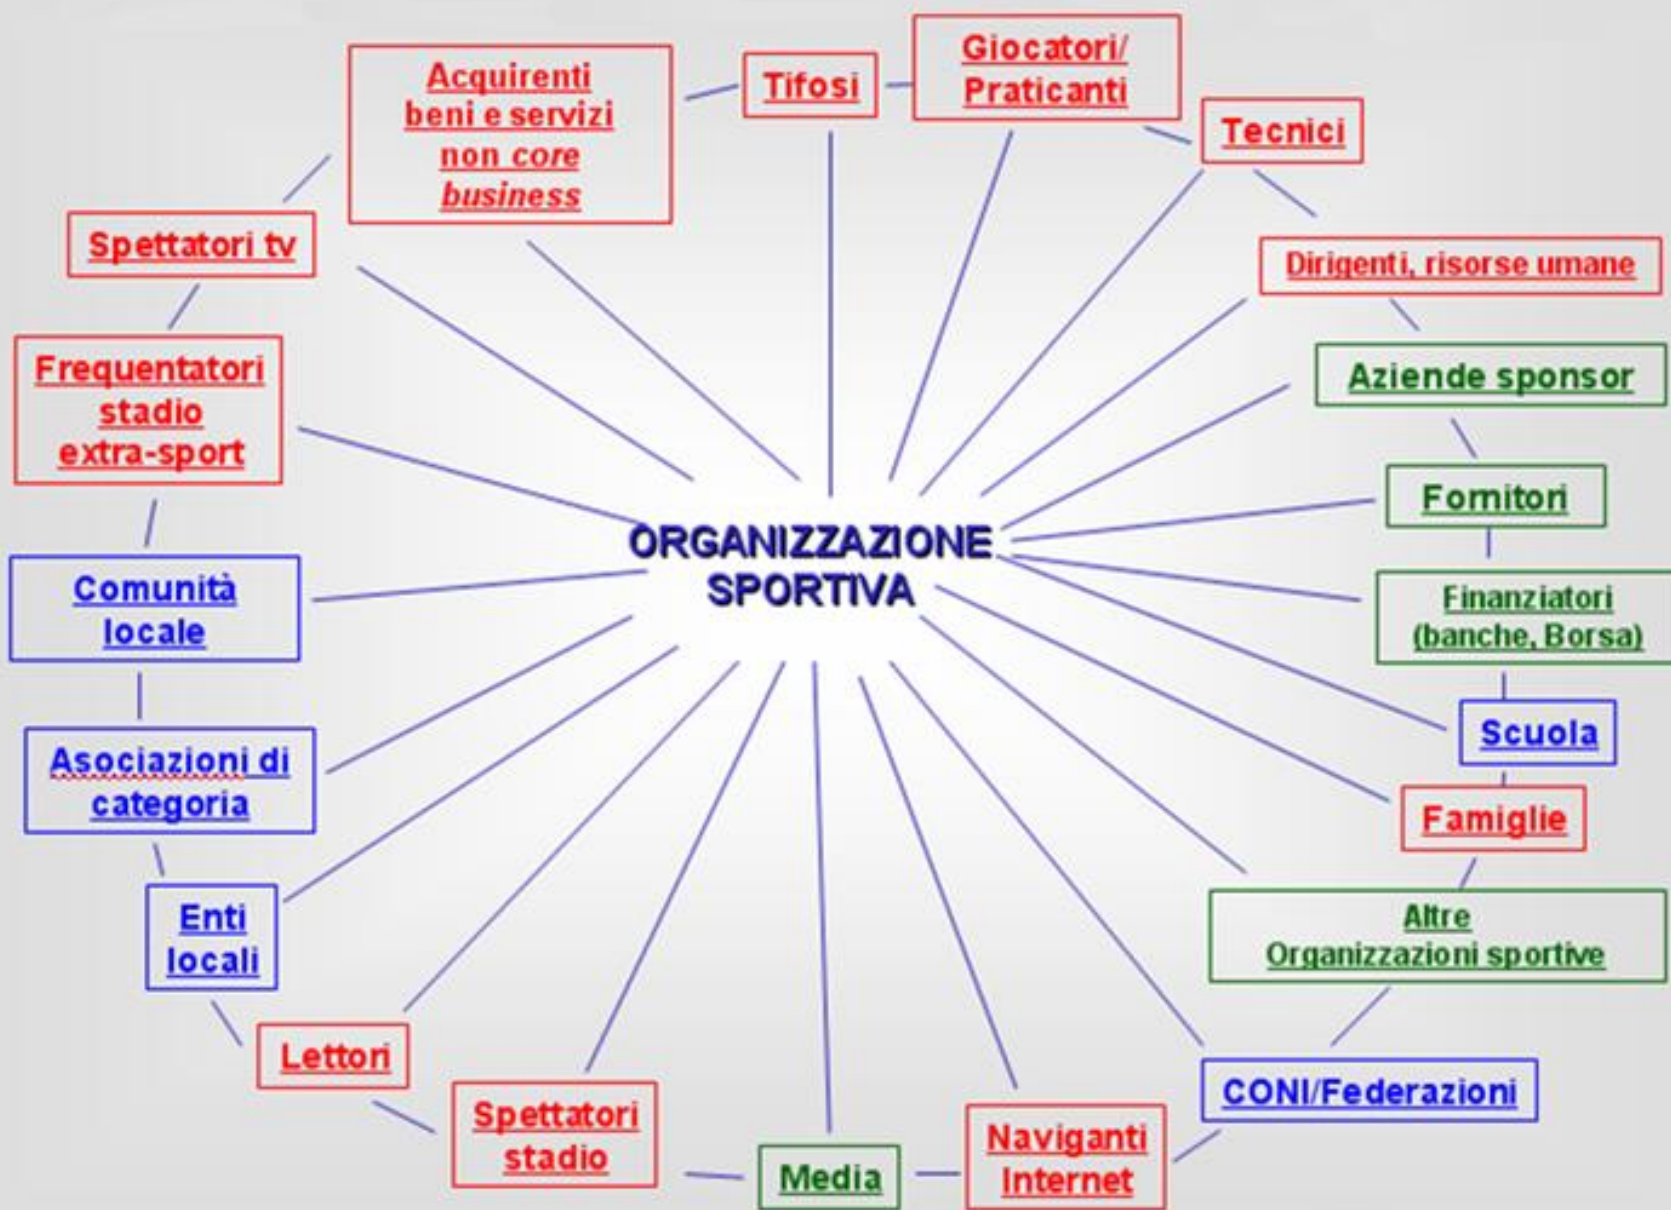 Giocatori/
Praticanti
Tifosi
Acquirenti
beni e servizi
non core
business
Tecnici
Spettatori tv
Dirigenti, risorse umane
Frequentatori
stadio
extra-sport
Aziende sponsor
Fornitori
ORGANIZZAZIONE
SPORTIVA
Comunità
locale
Finanziatori
(banche, Borsa)
Scuola
Asociazioni di
categoria
Famiglie
Enti
locali
Altre
Organizzazioni sportive
Lettori
CONI/Federazioni
Spettatori
stadio
Naviganti
Internet
Media